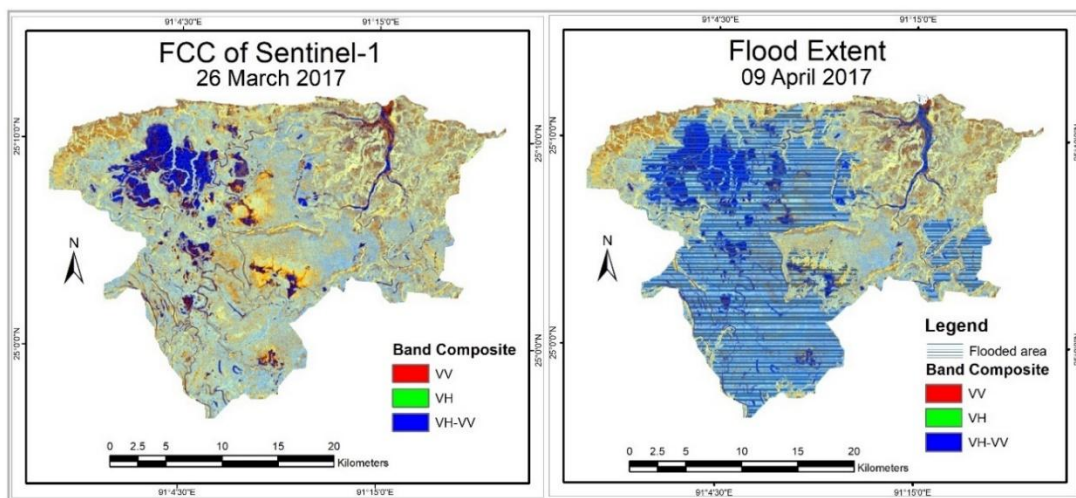 91°4'30"E
91°15'0"E
FCC of Sentinel-1
26 March 2017
25°10'0"N
25°0'0"N
N
Band Composite
VV
VH
VH-VV
0 2.5 5 10 15 20
Kilometers
91°4'30"E
91°15'0"E
91°4'30"E
91°15'0"E
Flood Extent
09 April 2017
25°10'0"N
N
Legend
Flooded area
Band Composite
VV
VH
VH-VV
0 2.5 5 10 15 20
Kilometers
91°4'30"E
91°15'0"E